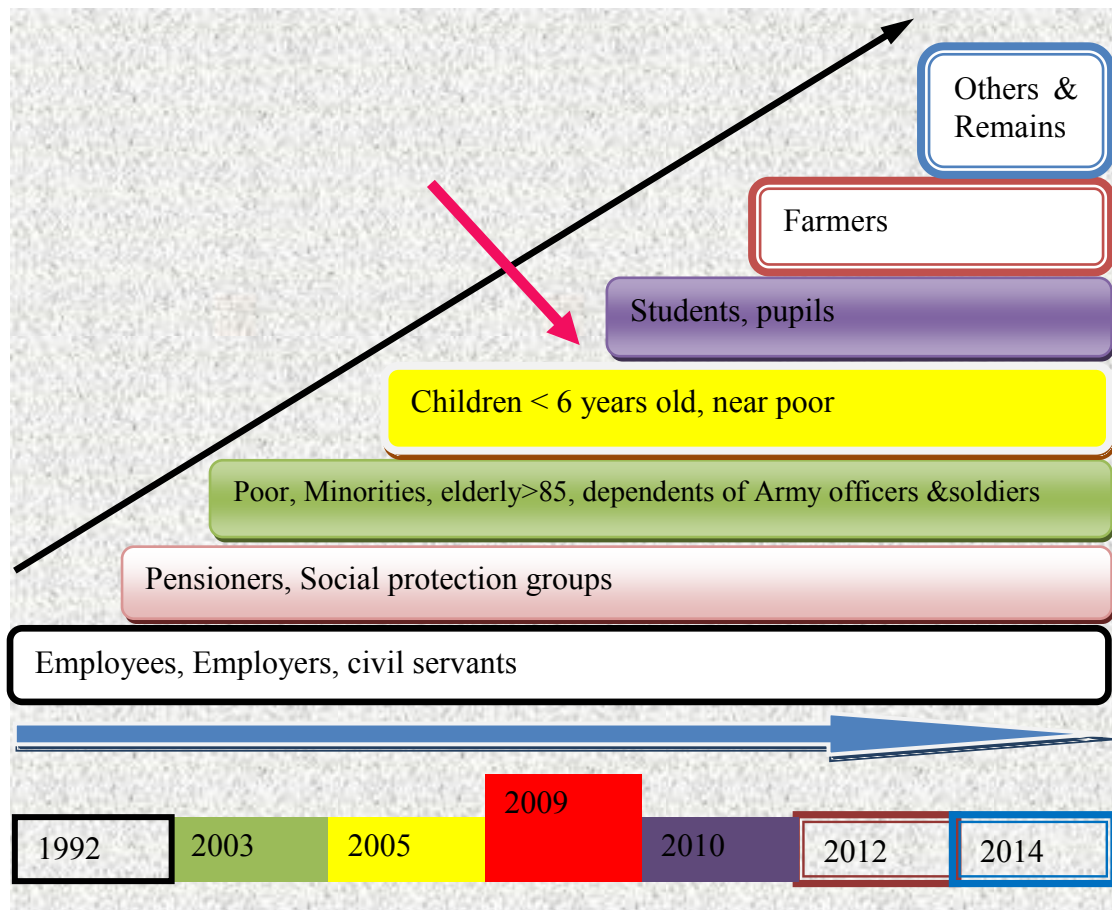 Others &
Remains
Farmers
Students, pupils
Children < 6 years old, near poor
Poor, Minorities, elderly>85, dependents of Army officers &soldiers
Pensioners, Social protection groups
Employees, Employers, civil servants
1992
2003
2005
2009
2010
2012
2014